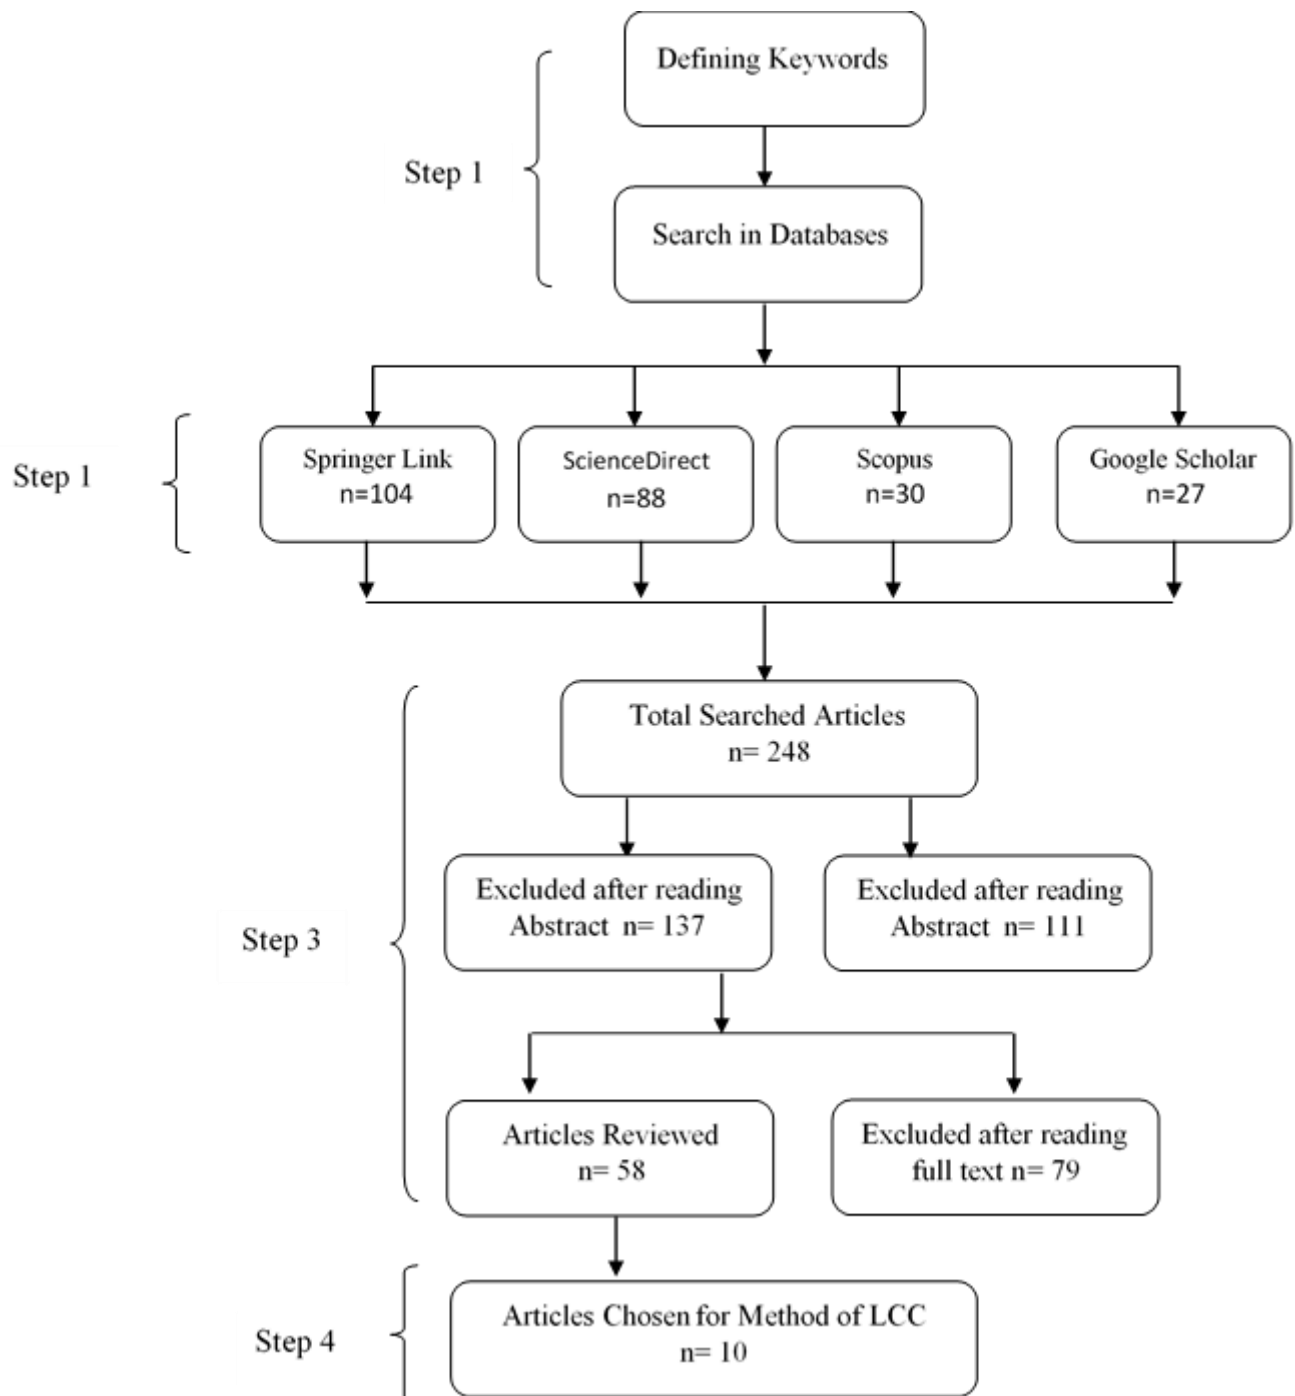 Defining Keywords
Step 1
Search in Databases
Step 1
Springer Link
n=104
ScienceDirect
n=88
Scopus
n=30
Google Scholar
n=27
Total Searched Articles
n= 248
Step 3
Excluded after reading
Abstract n= 137
Excluded after reading
Abstract n= 111
Articles Reviewed
n= 58
Excluded after reading
full text n= 79
Step 4
Articles Chosen for Method of LCC
n= 10